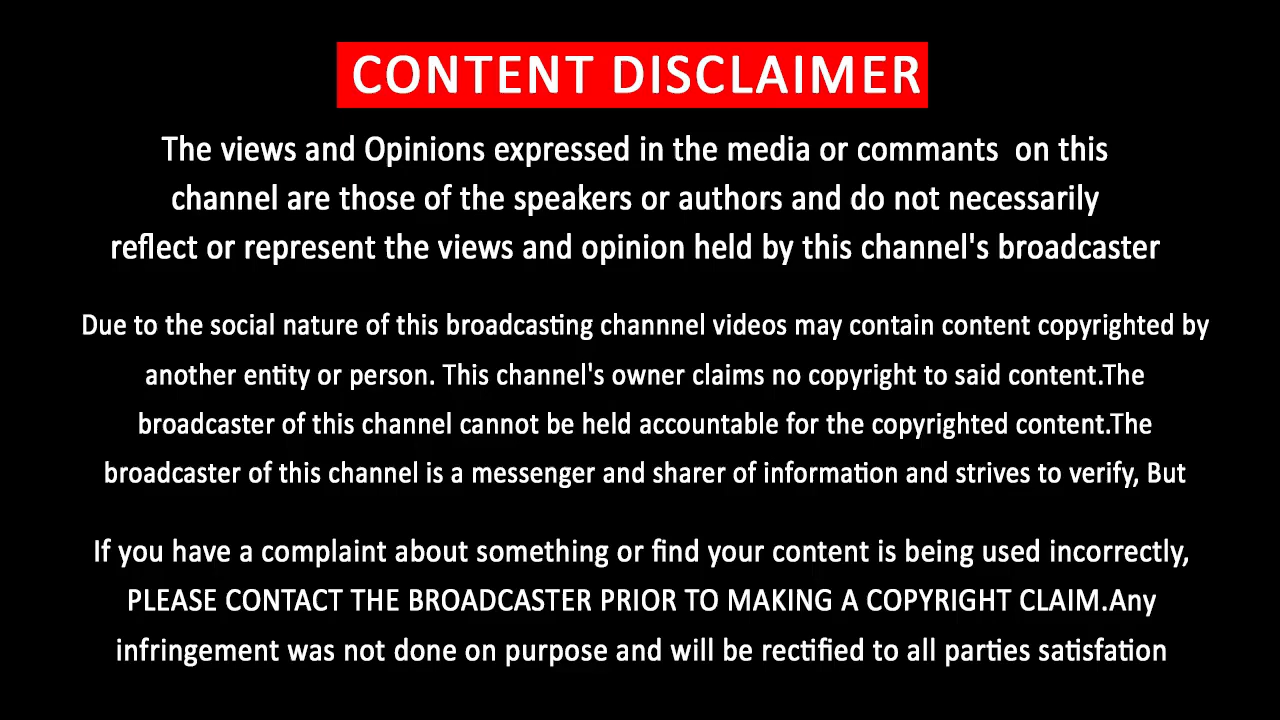 CONTENT DISCLAIMER
The views and Opinions expressed in the media or commants on this
channel are those of the speakers or authors and do not necessarily
reflect or represent the views and opinion held by this channel's broadcaster
Due to the social nature of this broadcasting channnel videos may contain content copyrighted by
another entity or person. This channel's owner claims no copyright to said content.The
broadcaster of this channel cannot be held accountable for the copyrighted content.The
broadcaster of this channel is a messenger and sharer of information and strives to verify, But
If you have a complaint about something or find your content is being used incorrectly,
PLEASE CONTACT THE BROADCASTER PRIOR TO MAKING A COPYRIGHT CLAIM.Any
infringement was not done on purpose and will be rectified to all parties satisfation